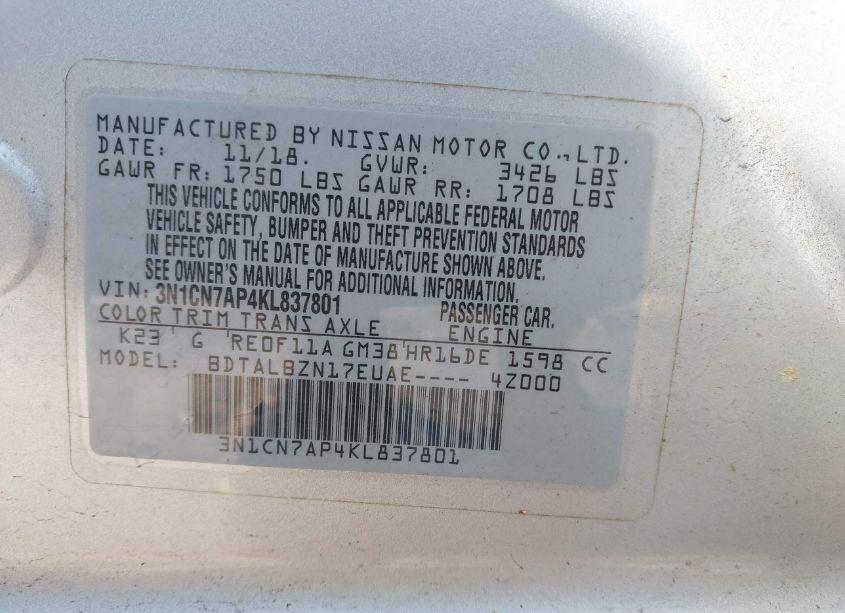 MANUFACTURED BY NISSAN MOTOR CO.,LTD.
DATE: 11/18. GVWR: 3426 LBS
GAWR FR: 1750 LBS GAWR RR: 1708 LBS
THIS VEHICLE CONFORMS TO ALL APPLICABLE FEDERAL MOTOR
VEHICLE SAFETY, BUMPER AND THEFT PREVENTION STANDARDS
IN EFFECT ON THE DATE OF MANUFACTURE SHOWN ABOVE.
SEE OWNER'S MANUAL FOR ADDITIONAL INFORMATION.
VIN: 3N1CN7AP4KL837801 PASSENGER CAR.
COLOR TRIM TRANS AXLE ENGINE
K23 ' G 'RE0F11A GM38'HR16DE 1598 CC
MODEL: BDTALBZN17EUAE---- 4Z000
3N1CN7AP4KL837801